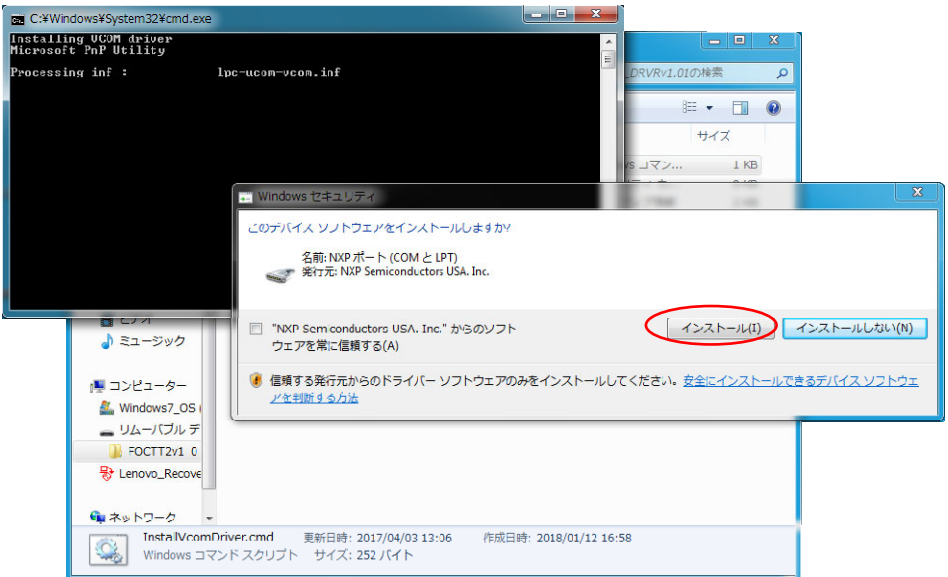 C:¥Windows¥System32¥cmd.exe
Installing VCOM driver
Microsoft PnP Utility
Processing inf : lpc-ucom-vcom.inf
_DRVRv1.01の検索
サイズ
ws コマン... 1 KB
Windows セキュリティ
このデバイス ソフトウェアをインストールしますか?
名前: NXP ポート (COM と LPT)
発行元: NXP Semiconductors USA, Inc.
"NXP Semiconductors USA, Inc." からのソフト
ウェアを常に信頼する(A)
インストール(I)
インストールしない(N)
信頼する発行元からのドライバー ソフトウェアのみをインストールしてください。安全にインストールできるデバイス ソフトウェ
アを判断する方法
ビデオ
ミュージック
コンピューター
Windows7_OS (
リムーバブル デ
FOCTT2v1_0
Lenovo_Recove
ネットワーク
InstallVcomDriver.cmd 更新日時: 2017/04/03 13:06 作成日時: 2018/01/12 16:58
Windows コマンド スクリプト サイズ: 252 バイト